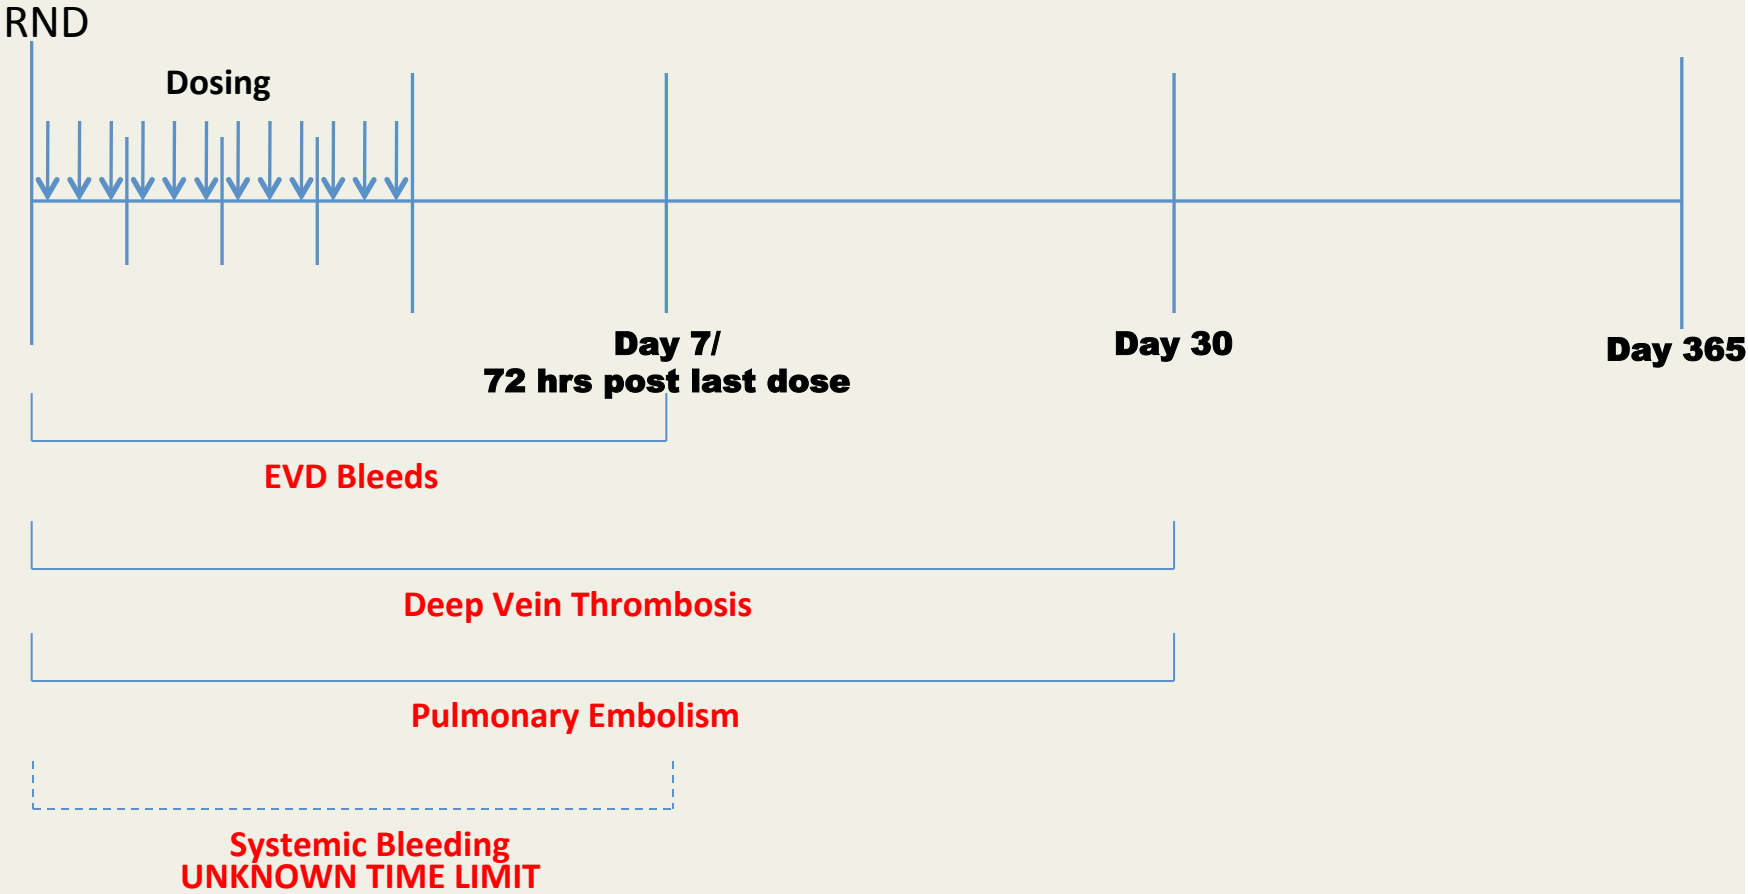 RND
Dosing
Day 7/
72 hrs post last dose
Day 30
Day 365
EVD Bleeds
Deep Vein Thrombosis
Pulmonary Embolism
Systemic Bleeding
UNKNOWN TIME LIMIT